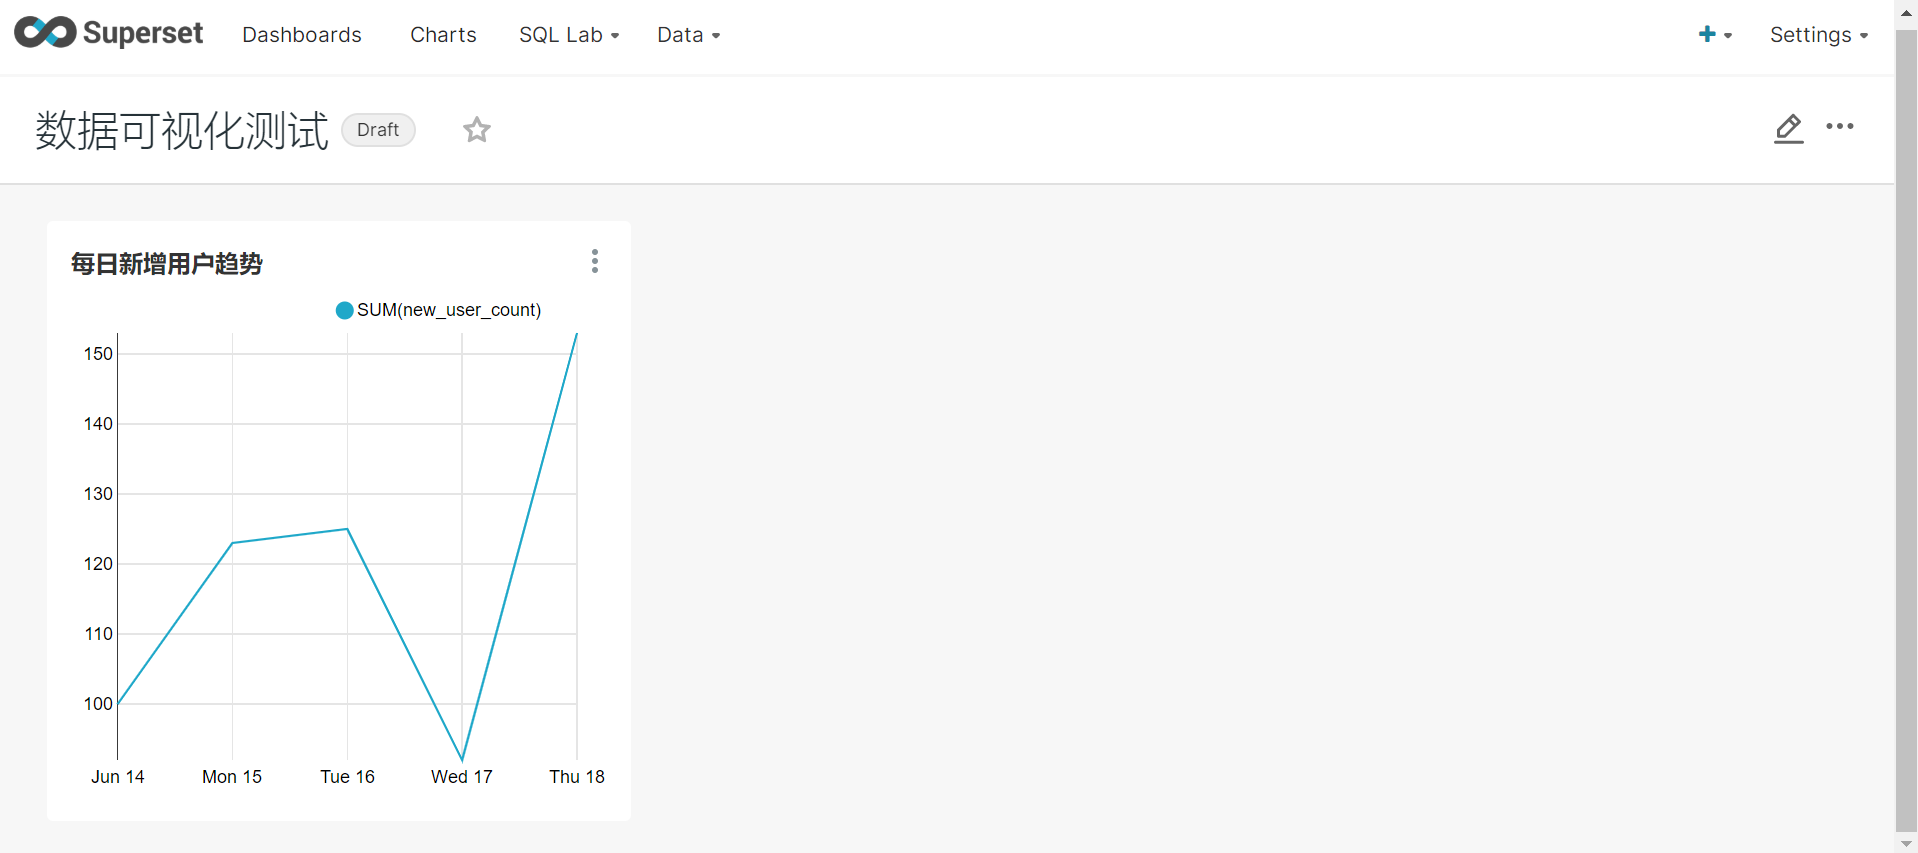 Superset Dashboards Charts SQL Lab Data Settings
数据可视化测试 Draft
每日新增用户趋势
SUM(new_user_count)
150
140
130
120
110
100
Jun 14 Mon 15 Tue 16 Wed 17 Thu 18